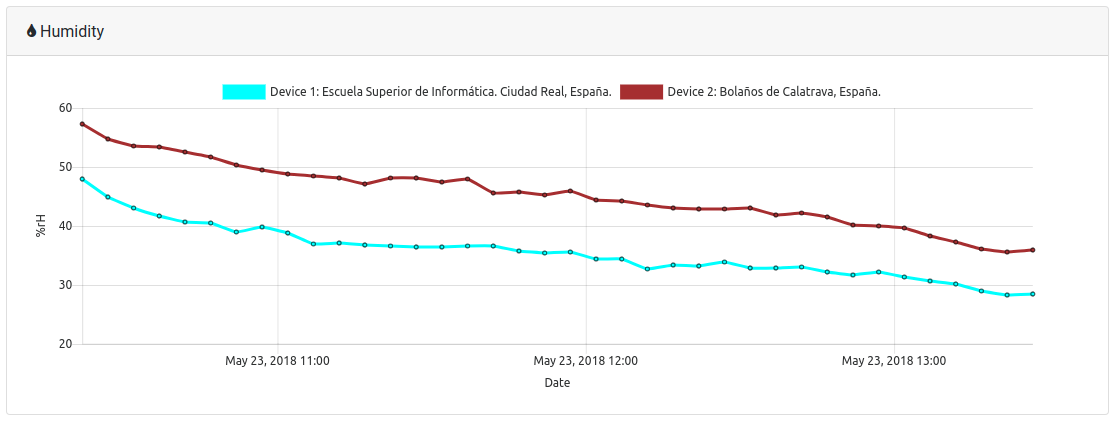 Humidity
Device 1: Escuela Superior de Informática. Ciudad Real, España. Device 2: Bolaños de Calatrava, España.
60
50
40
30
20
%rH
May 23, 2018 11:00 May 23, 2018 12:00 May 23, 2018 13:00
Date